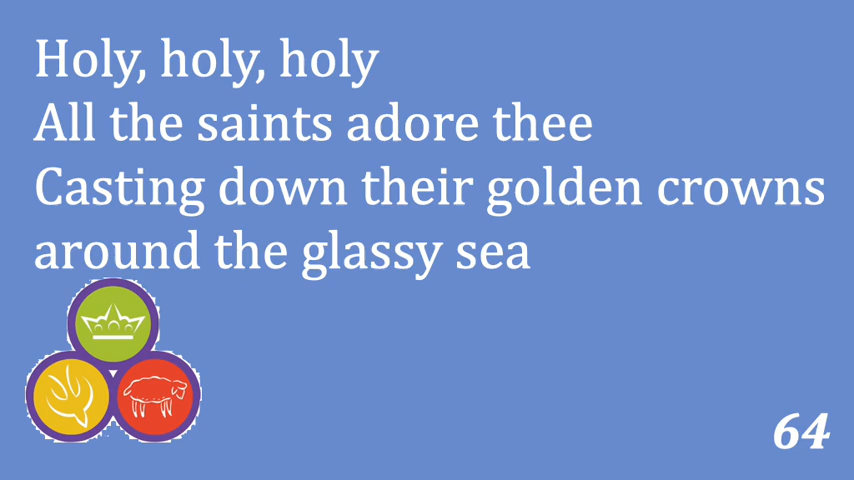 Holy, holy, holy
All the saints adore thee
Casting down their golden crowns
around the glassy sea
64